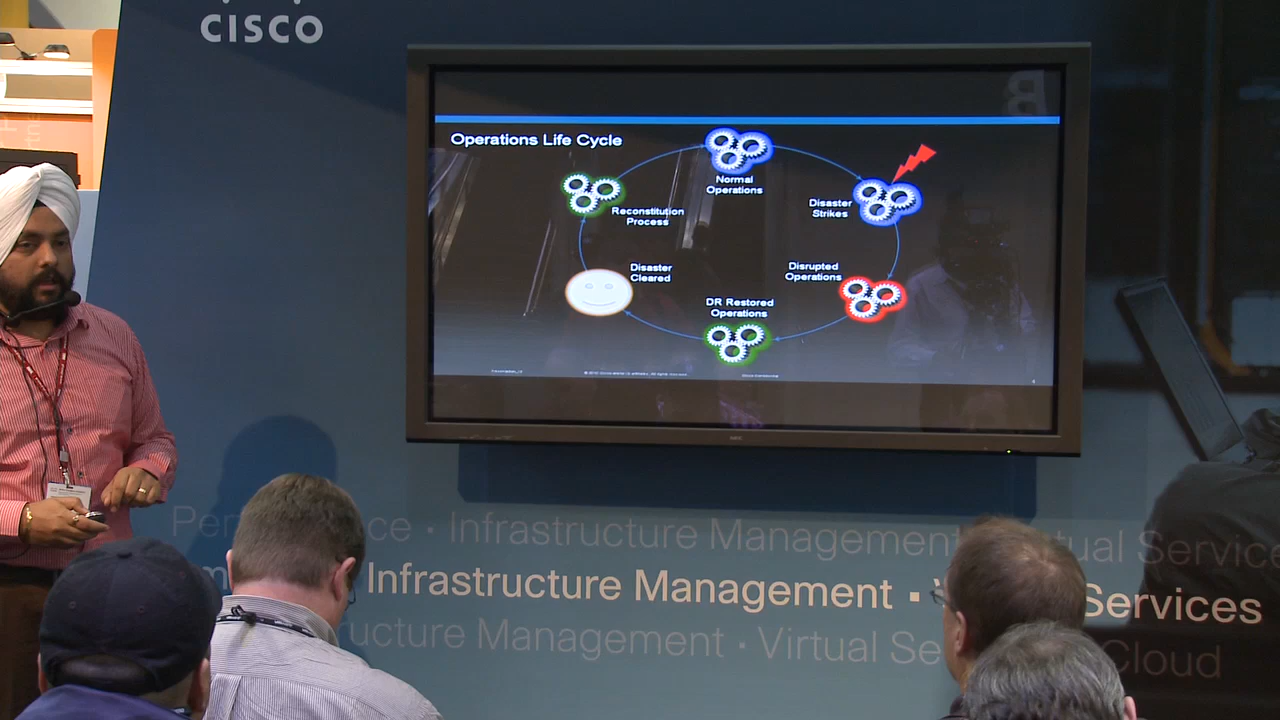 CISCO
Operations Life Cycle
Normal
Operations
Disaster
Strikes
Reconstitution
Process
Disaster
Cleared
Disrupted
Operations
DR Restored
Operations
NEC
Infrastructure Management
Infrastructure Management • Services
Management • Virtual
Cloud